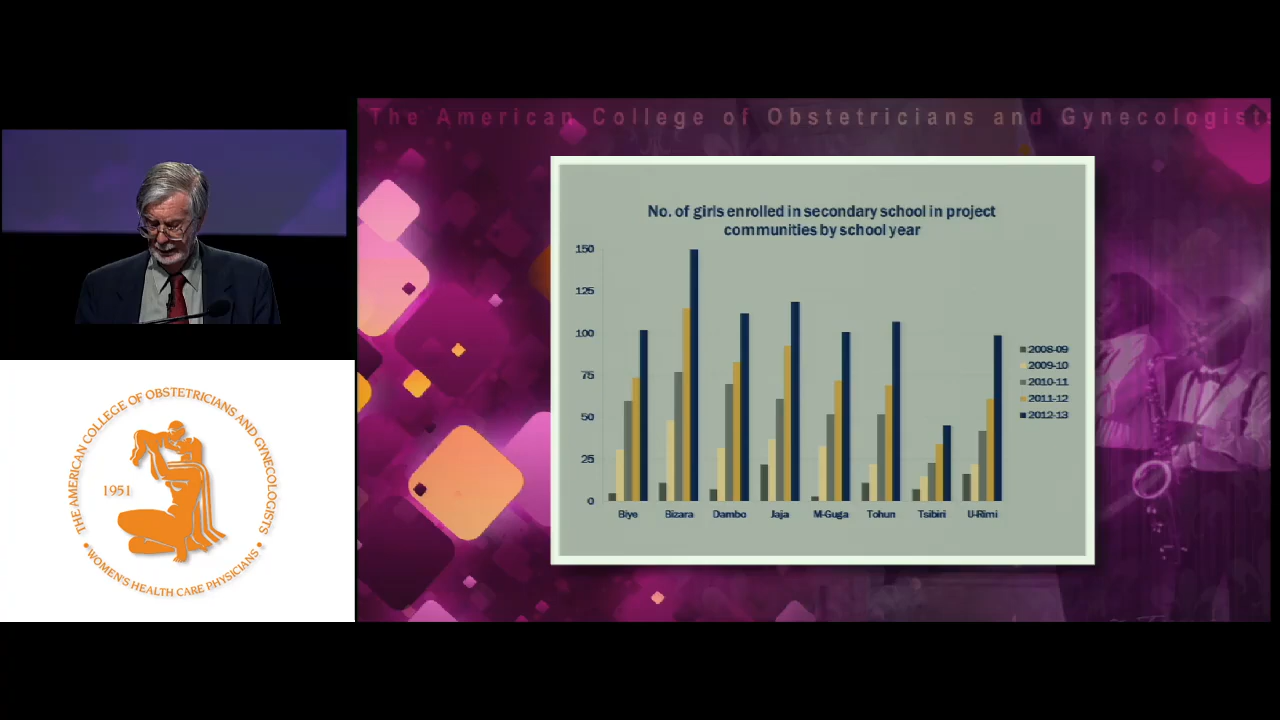 The American College of Obstetricians and Gynecologists
No. of girls enrolled in secondary school in project
communities by school year
150
125
100
75
50
25
0
Biye
Bizara
Dambo
Jaja
M-Guga
Tohun
Tsibiri
U-Rimi
2008-09
2009-10
2010-11
2011-12
2012-13
THE AMERICAN COLLEGE OF OBSTETRICIANS AND GYNECOLOGISTS
1951
• WOMEN'S HEALTH CARE PHYSICIANS •